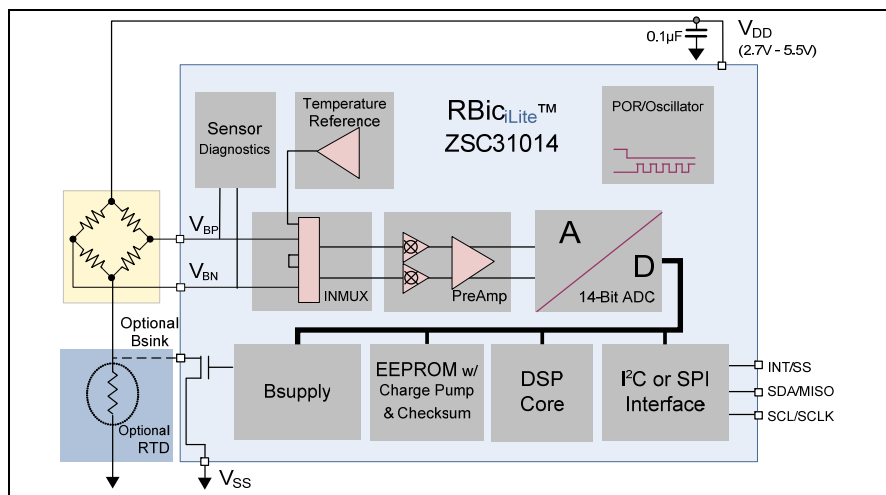 0.1µF
VDD
(2.7V - 5.5V)
Sensor
Diagnostics
Temperature
Reference
RBiciLite™
ZSC31014
POR/Oscillator
VBP
VBN
INMUX
PreAmp
A
D
14-Bit ADC
Optional
Bsink
Bsupply
EEPROM w/
Charge Pump
& Checksum
DSP
Core
I²C or SPI
Interface
INT/SS
SDA/MISO
SCL/SCLK
Optional
RTD
VSS